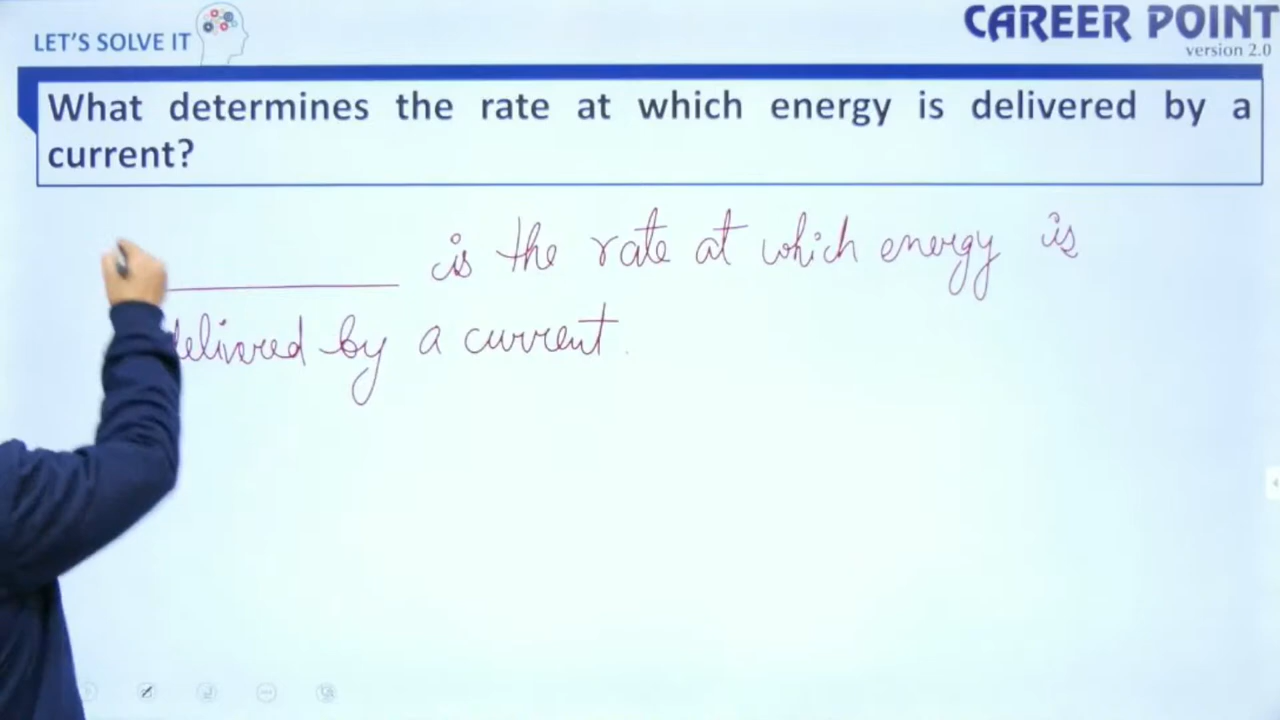 LET'S SOLVE IT
CAREER POINT
version 2.0
What determines the rate at which energy is delivered by a
current?
is the rate at which energy is
delivered by a current.